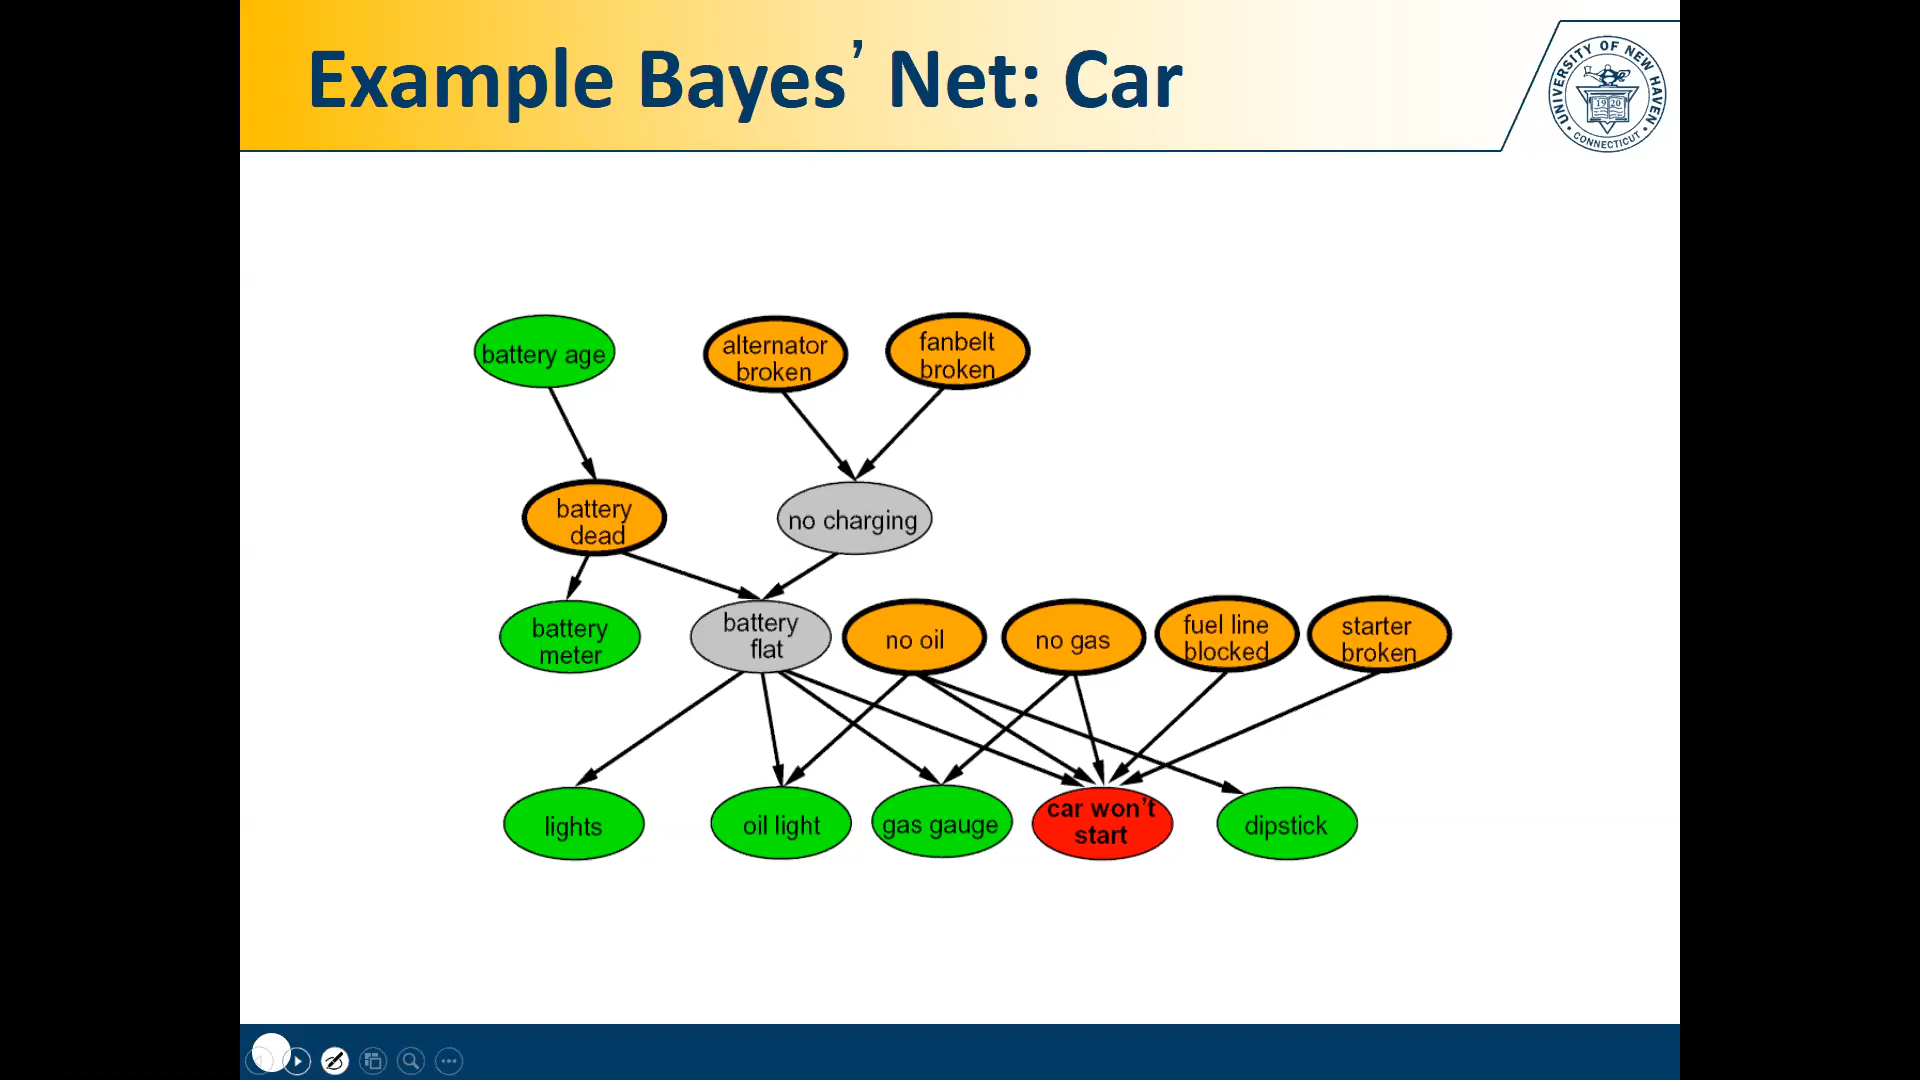 Example Bayes’ Net: Car
UNIVERSITY OF NEW HAVEN
1920
CONNECTICUT
battery age
alternator
broken
fanbelt
broken
battery
dead
no charging
battery
meter
battery
flat
no oil
no gas
fuel line
blocked
starter
broken
lights
oil light
gas gauge
car won’t
start
dipstick